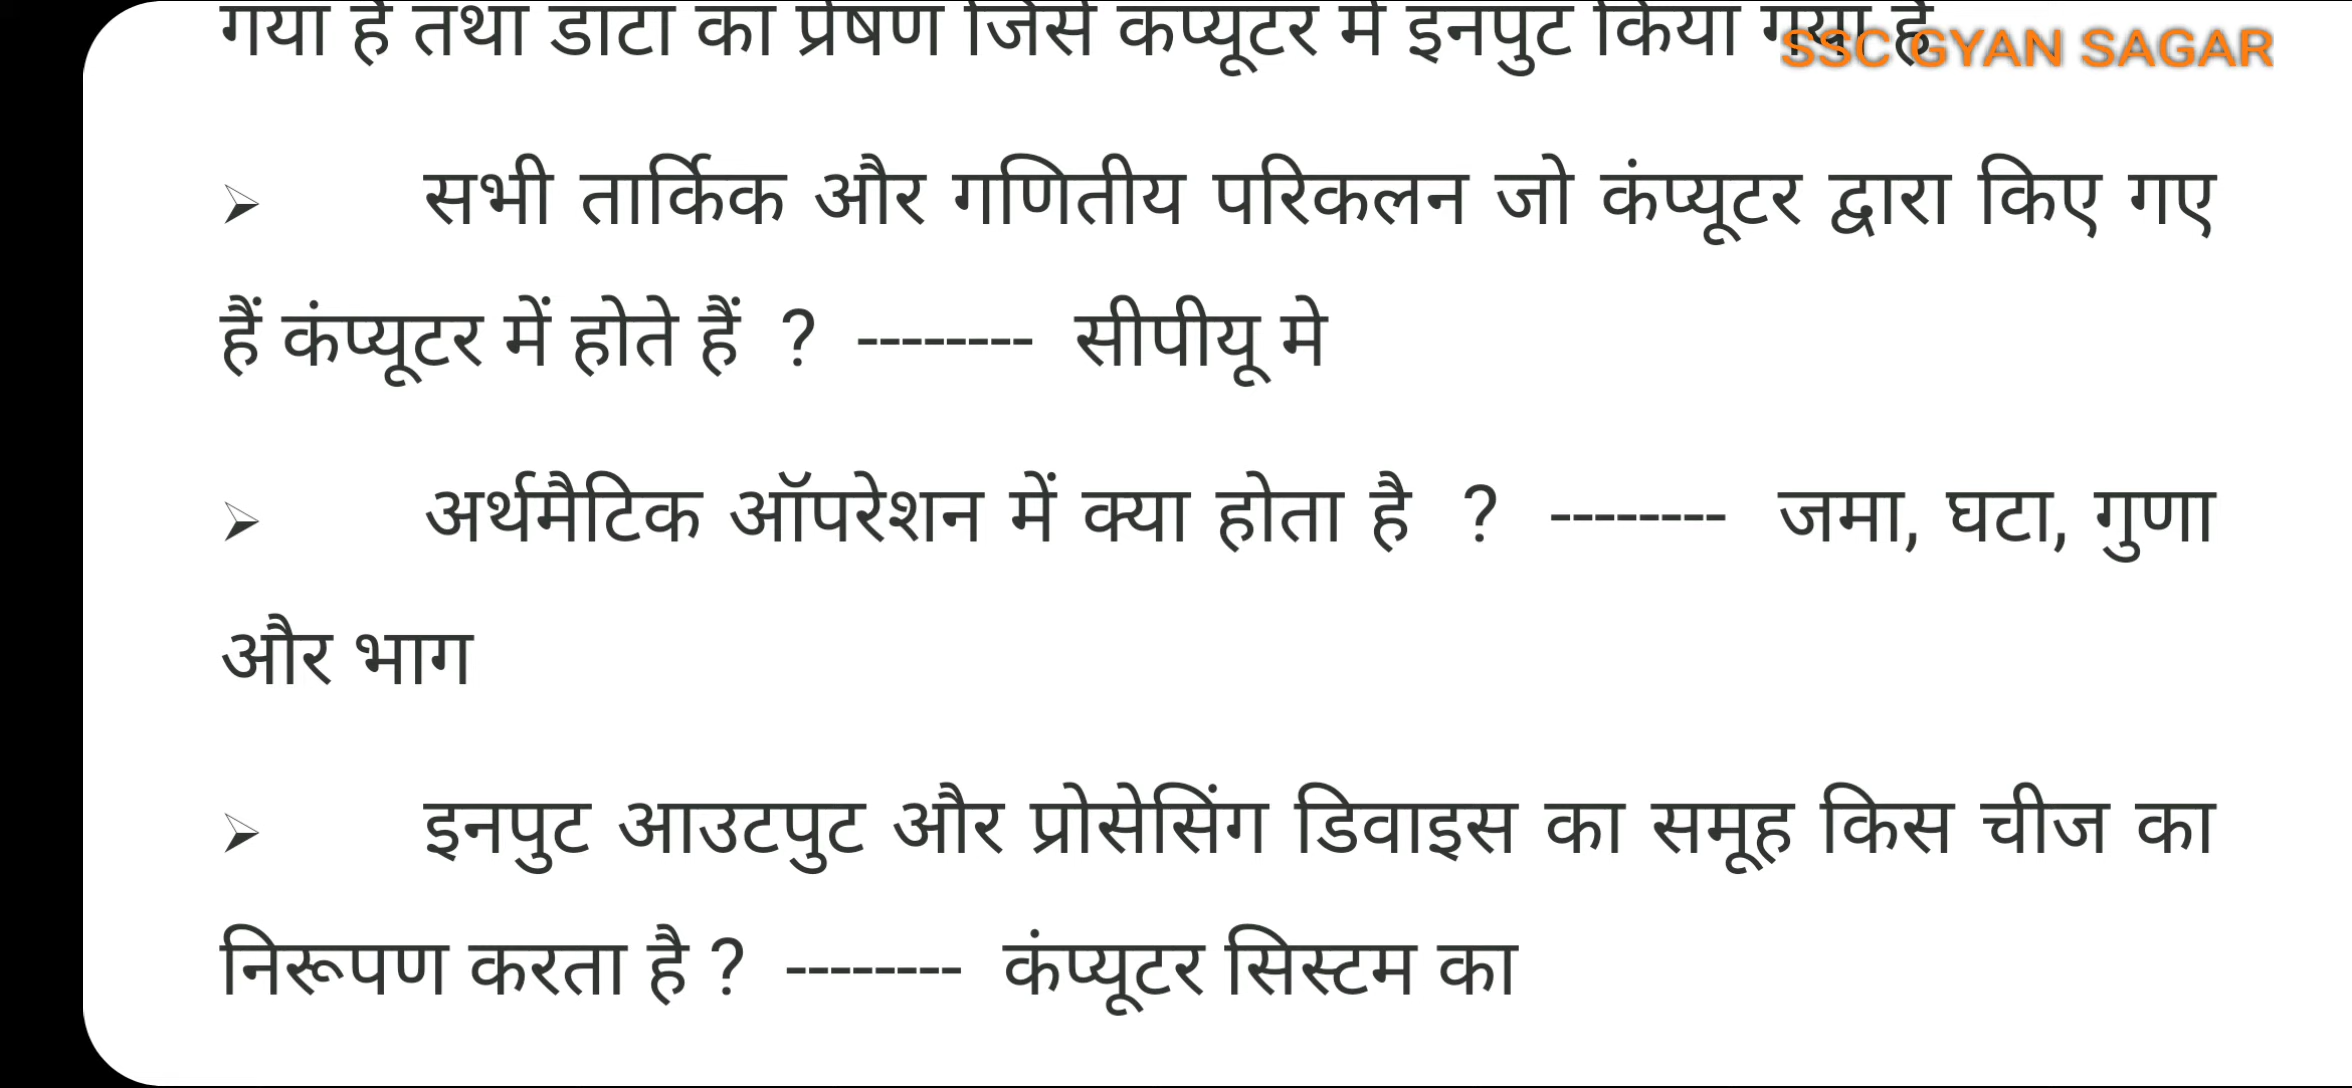 गया है तथा डाटा का प्रेषण जिसे कंप्यूटर में इनपुट किया गया है
SSC GYAN SAGAR
➢ सभी तार्किक और गणितीय परिकलन जो कंप्यूटर द्वारा किए गए
हैं कंप्यूटर में होते हैं ? -------- सीपीयू मे
➢ अर्थमैटिक ऑपरेशन में क्या होता है ? -------- जमा, घटा, गुणा
और भाग
➢ इनपुट आउटपुट और प्रोसेसिंग डिवाइस का समूह किस चीज का
निरूपण करता है ? -------- कंप्यूटर सिस्टम का